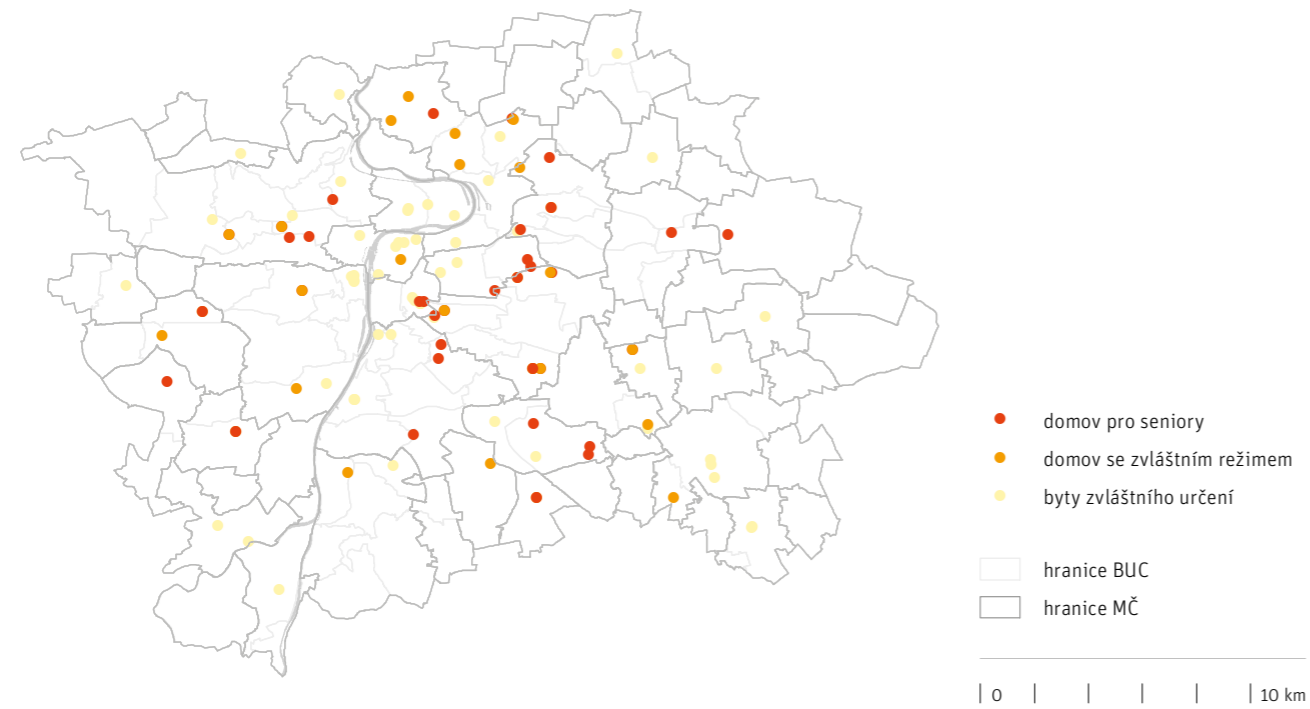 domov pro seniory
domov se zvláštním režimem
byty zvláštního určení
hranice BUC
hranice MČ
0 10 km